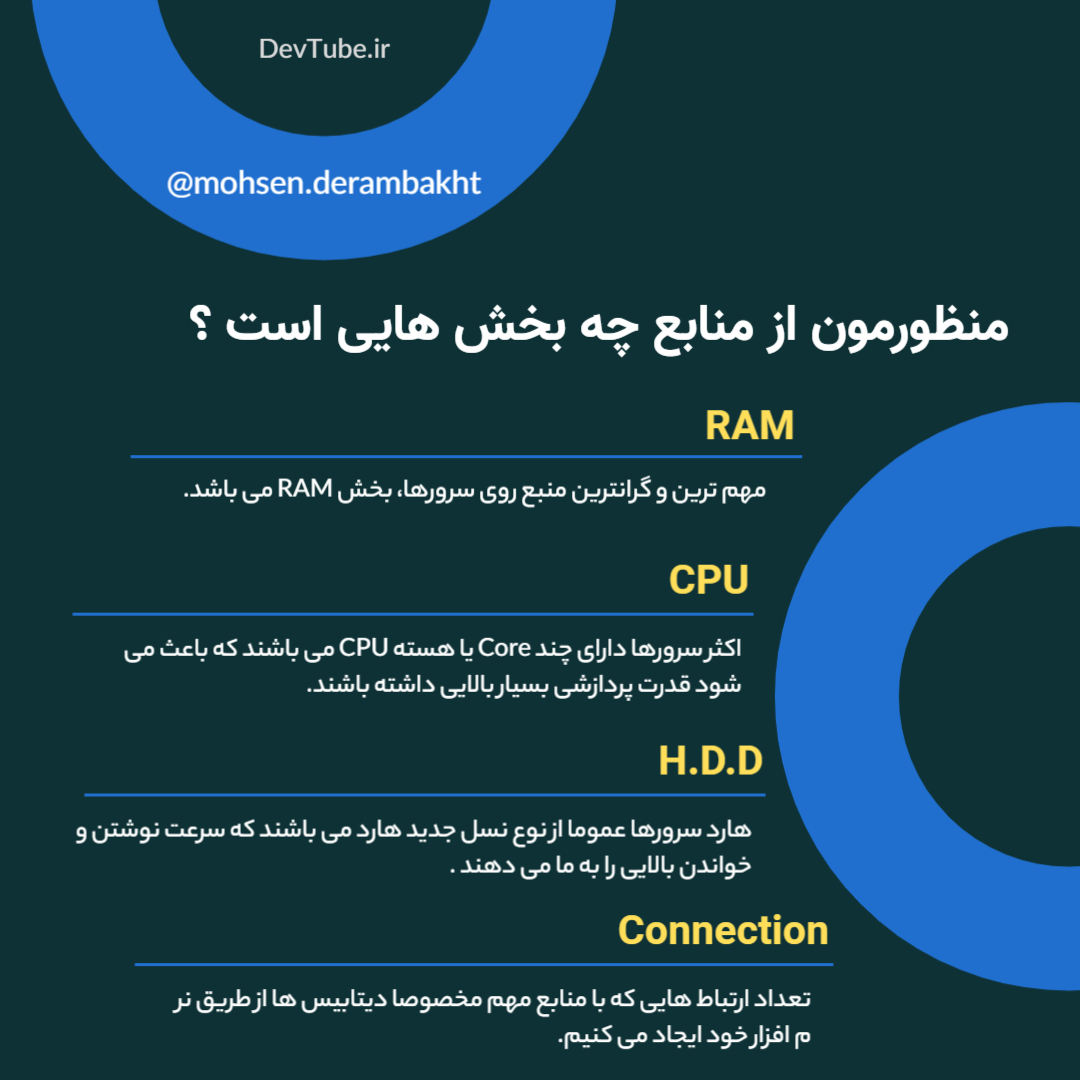 DevTube.ir
@mohsen.derambakht
منظورمون از منابع چه بخش هایی است ؟
RAM
مهم ترین و گرانترین منبع روی سرورها، بخش RAM می باشد.
CPU
اکثر سرورها دارای چند Core یا هسته CPU می باشند که باعث می
شود قدرت پردازشی بسیار بالایی داشته باشند.
H.D.D
هارد سرورها عموما از نوع نسل جدید هارد می باشند که سرعت نوشتن و
خواندن بالایی را به ما می دهند .
Connection
تعداد ارتباط هایی که با منابع مهم مخصوصا دیتابیس ها از طریق نر
م افزار خود ایجاد می کنیم.